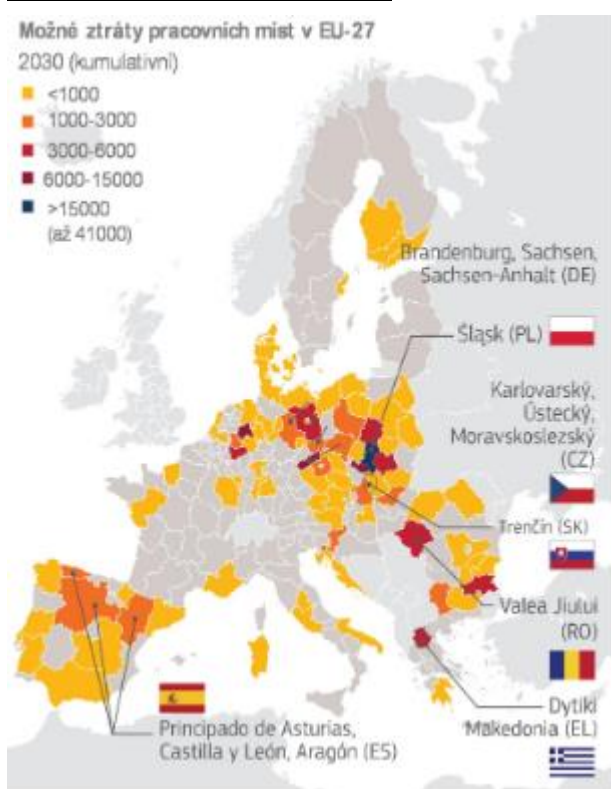 Možné ztráty pracovních míst v EU-27
2030 (kumulativní)
<1000
1000-3000
3000-6000
6000-15000
>15000
(až 41000)
Brandenburg, Sachsen,
Sachsen-Anhalt (DE)
Śląsk (PL)
Karlovarský,
Ústecký,
Moravskoslezský
(CZ)
Trenčín (SK)
Valea Jiului
(RO)
Dytiki
Makedonia (EL)
Principado de Asturias,
Castilla y León, Aragón (ES)